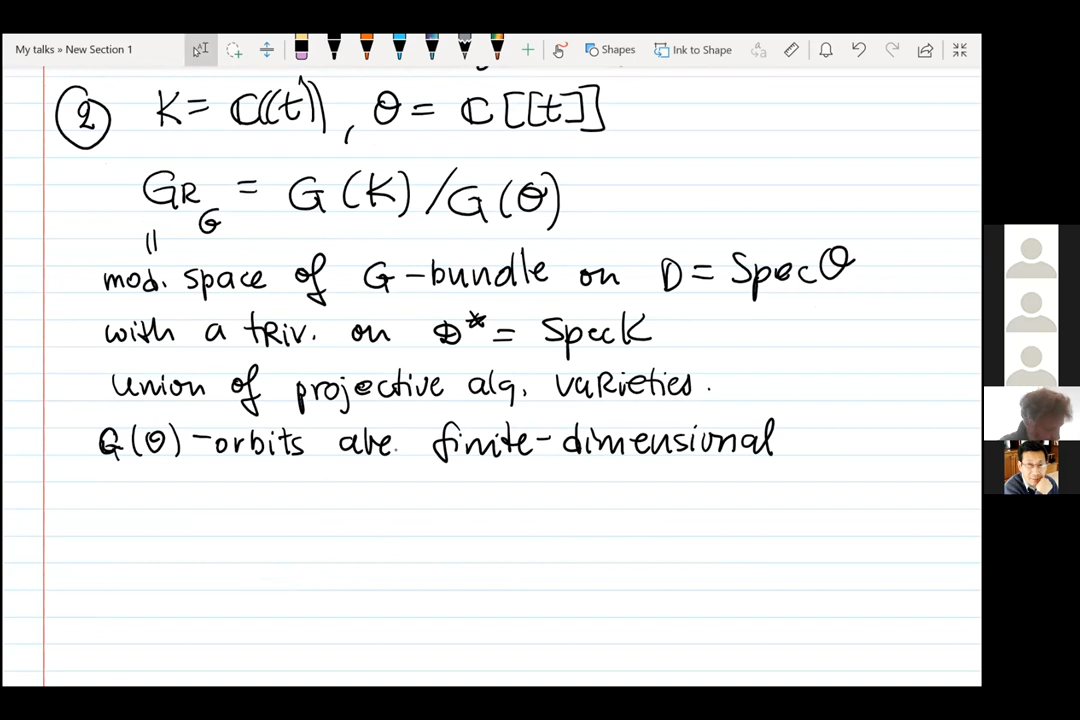 My talks » New Section 1
Shapes
Ink to Shape
② K = ℂ((t)), O = ℂ[[t]]
GR_G = G(K)/G(O)
||
mod. space of G-bundle on D = Spec O
with a tRiv. on D* = Spec K
union of projective alg. vaRieties.
G(O)-orbits are finite-dimensional